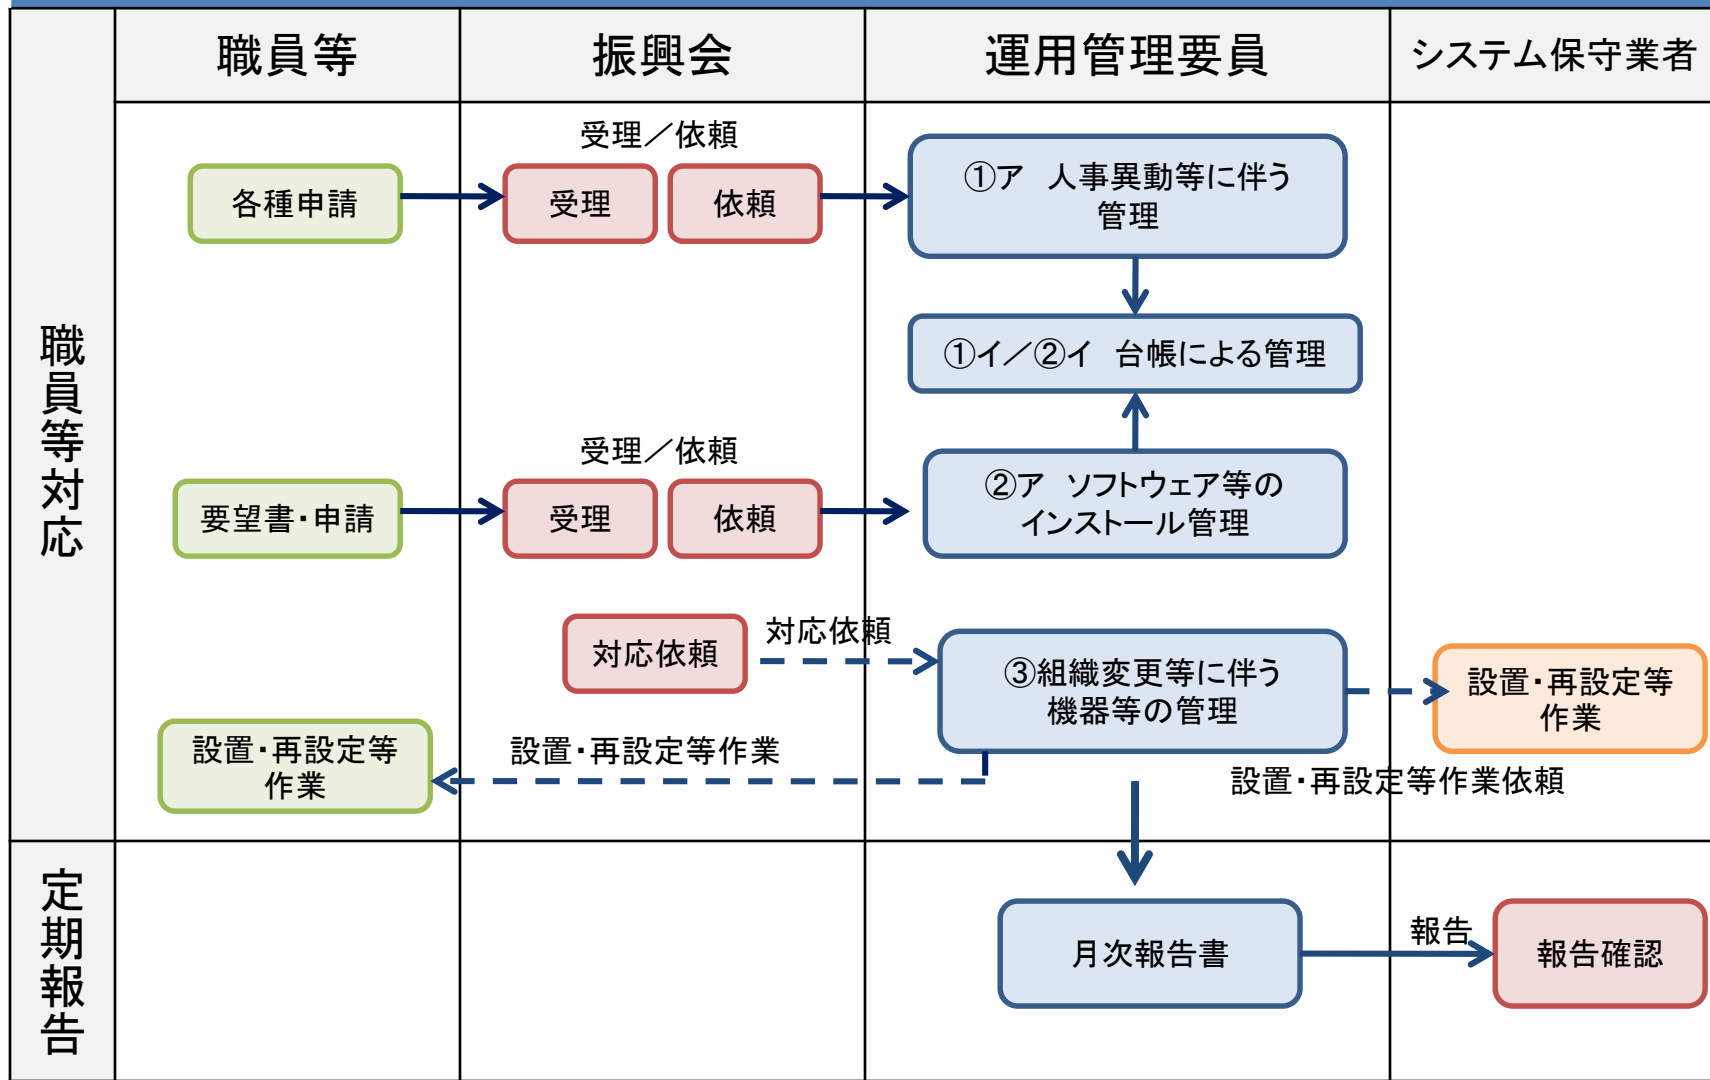 職員等
振興会
運用管理要員
システム保守業者
職員等対応
受理／依頼
各種申請
受理
依頼
①ア　人事異動等に伴う
管理
①イ／②イ　台帳による管理
受理／依頼
要望書・申請
受理
依頼
②ア　ソフトウェア等の
インストール管理
対応依頼
対応依頼
③組織変更等に伴う
機器等の管理
設置・再設定等
作業
設置・再設定等
作業
設置・再設定等作業
設置・再設定等作業依頼
定期報告
月次報告書
報告
報告確認